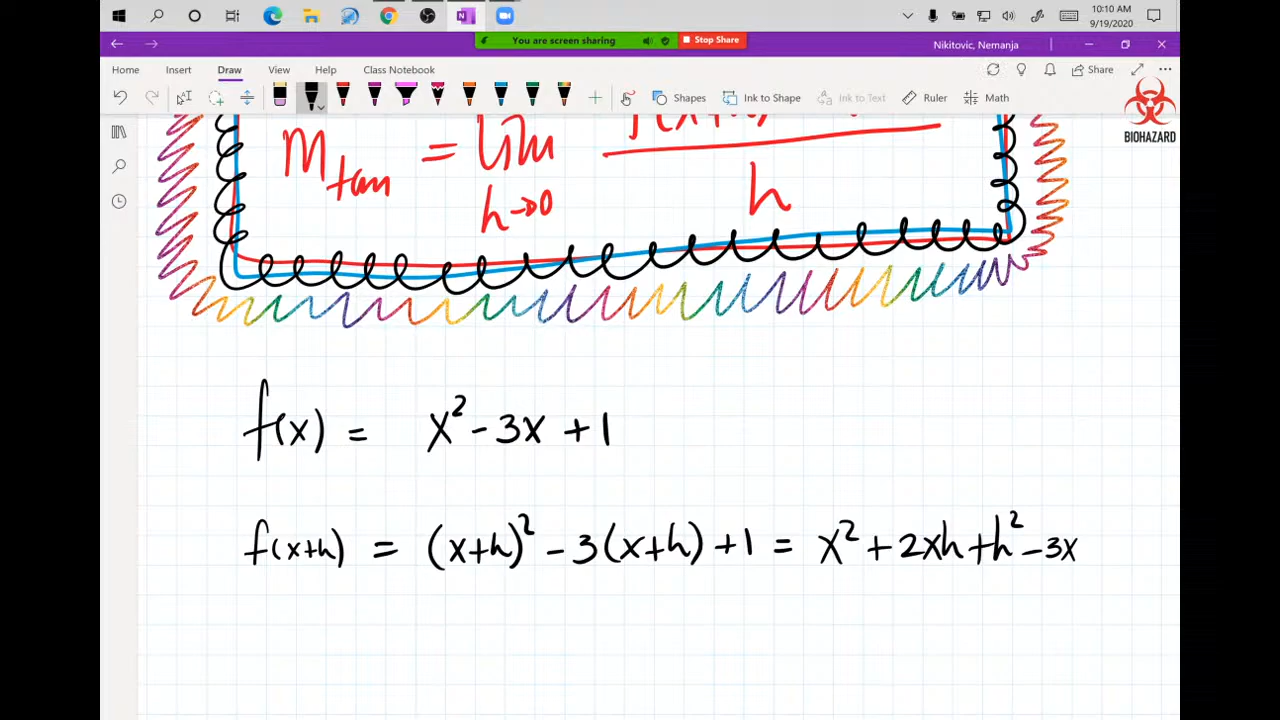 10:10 AM
9/19/2020
You are screen sharing Stop Share
Nikitovic, Nemanja
Home Insert Draw View Help Class Notebook Share
Shapes Ink to Shape Ink to Text Ruler Math
BIOHAZARD
m_tan = lim
h→0
h
f(x) = x² - 3x + 1
f(x+h) = (x+h)² - 3(x+h) + 1 = x² + 2xh + h² - 3x